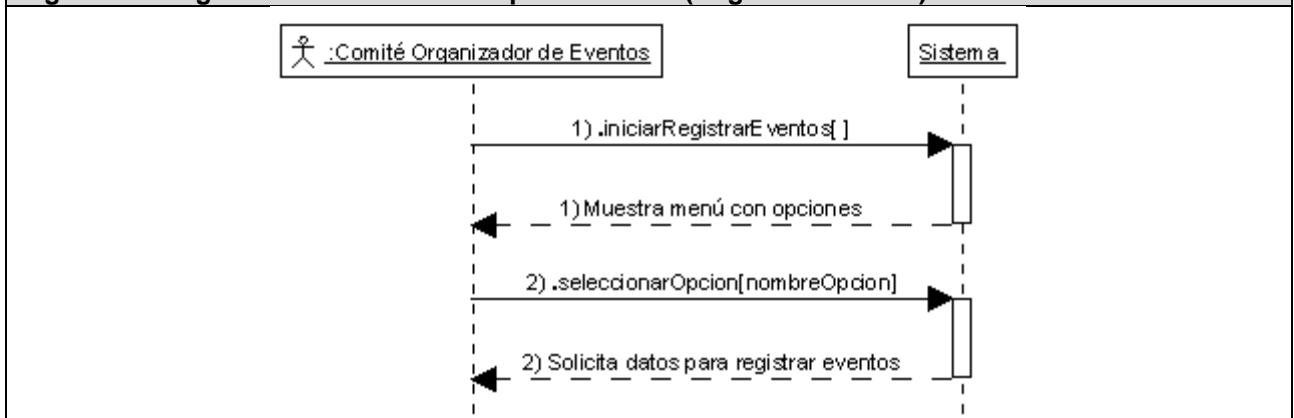 :Comité Organizador de Eventos
Sistema
1) .iniciarRegistrarEventos[ ]
1) Muestra menú con opciones
2) .seleccionarOpcion[nombreOpcion]
2) Solicita datos para registrar eventos